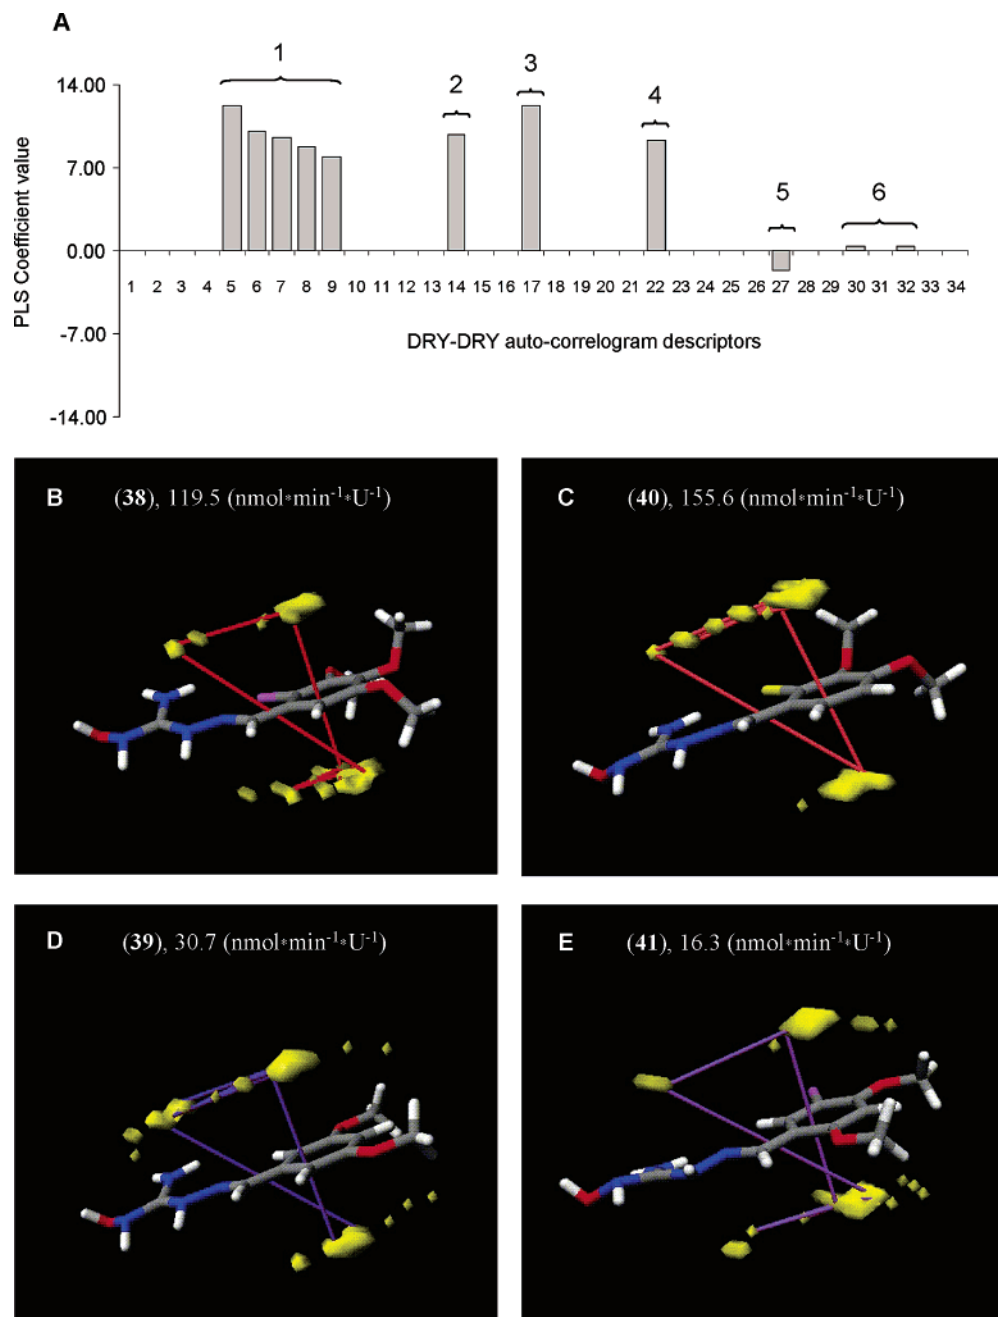 A
PLS Coefficient value
14.00
7.00
0.00
-7.00
-14.00
1
2
3
4
5
6
1 2 3 4 5 6 7 8 9 10 11 12 13 14 15 16 17 18 19 20 21 22 23 24 25 26 27 28 29 30 31 32 33 34
DRY-DRY auto-correlogram descriptors
B (38), 119.5 (nmol*min-1*U-1)
C (40), 155.6 (nmol*min-1*U-1)
D (39), 30.7 (nmol*min-1*U-1)
E (41), 16.3 (nmol*min-1*U-1)